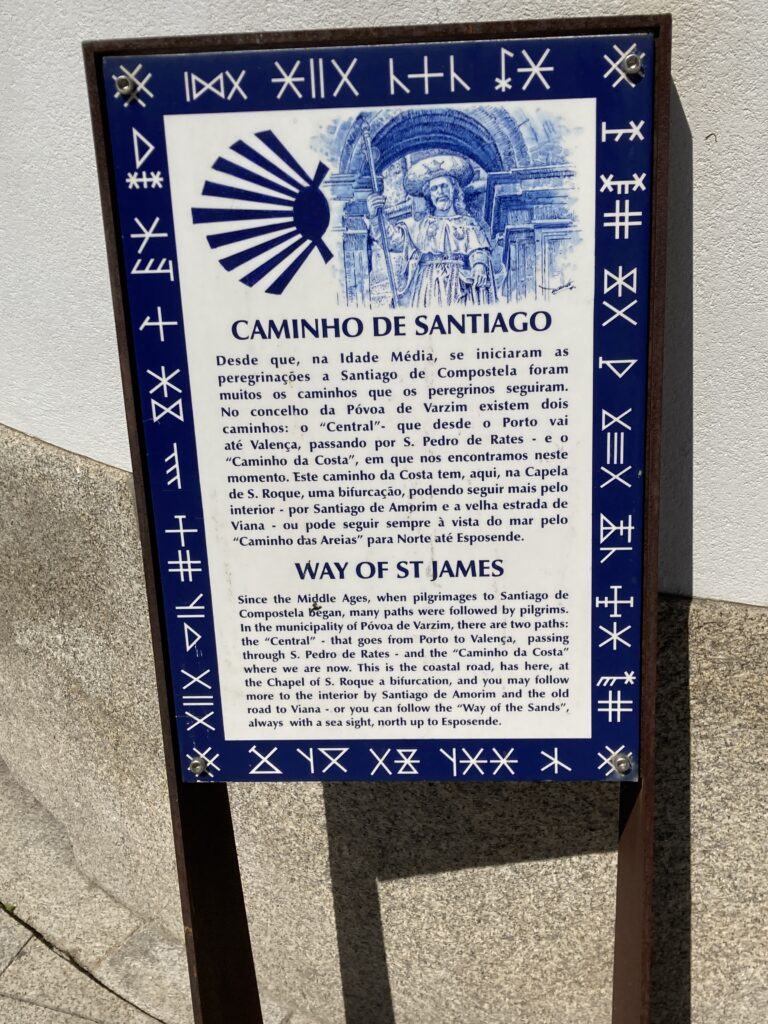 CAMINHO DE SANTIAGO
Desde que, na Idade Média, se iniciaram as
peregrinações a Santiago de Compostela foram
muitos os caminhos que os peregrinos seguiram.
No concelho da Póvoa de Varzim existem dois
caminhos: o “Central”- que desde o Porto vai
até Valença, passando por S. Pedro de Rates - e o
“Caminho da Costa”, em que nos encontramos neste
momento. Este caminho da Costa tem, aqui, na Capela
de S. Roque, uma bifurcação, podendo seguir mais pelo
interior - por Santiago de Amorim e a velha estrada de
Viana - ou pode seguir sempre à vista do mar pelo
“Caminho das Areias” para Norte até Esposende.
WAY OF ST JAMES
Since the Middle Ages, when pilgrimages to Santiago de
Compostela began, many paths were followed by pilgrims.
In the municipality of Póvoa de Varzim, there are two paths:
the “Central” - that goes from Porto to Valença, passing
through S. Pedro de Rates - and the “Caminho da Costa”
where we are now. This is the coastal road, has here, at
the Chapel of S. Roque a bifurcation, and you may follow
more to the interior by Santiago de Amorim and the old
road to Viana - or you can follow the “Way of the Sands”,
always with a sea sight, north up to Esposende.